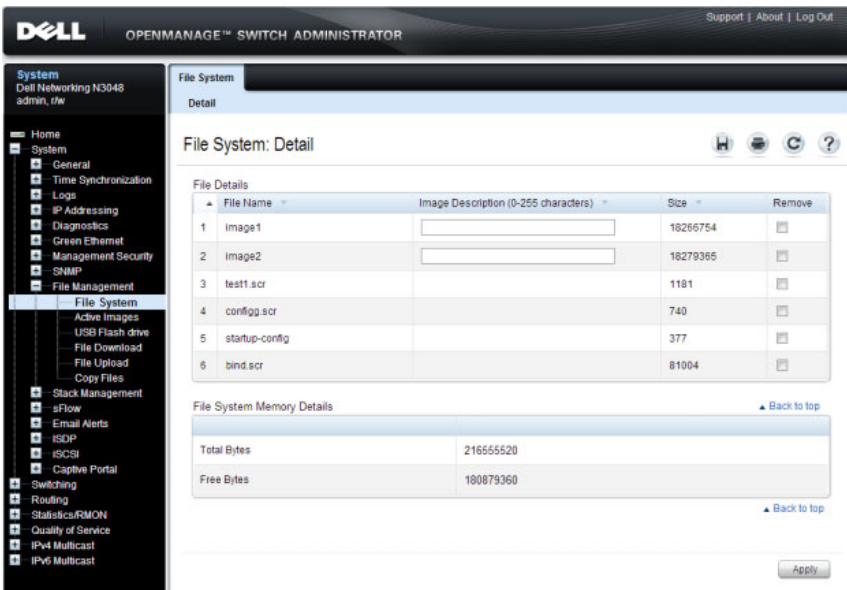 DELL
OPENMANAGE™ SWITCH ADMINISTRATOR
Support | About | Log Out
System
Dell Networking N3048
admin, r/w
Home
System
General
Time Synchronization
Logs
IP Addressing
Diagnostics
Green Ethernet
Management Security
SNMP
File Management
File System
Active Images
USB Flash drive
File Download
File Upload
Copy Files
Stack Management
sFlow
Email Alerts
ISDP
iSCSI
Captive Portal
Switching
Routing
Statistics/RMON
Quality of Service
IPv4 Multicast
IPv6 Multicast
File System
Detail
File System: Detail
File Details
File Name Image Description (0-255 characters) Size Remove
1 image1 18266754
2 image2 18279365
3 test1.scr 1181
4 configg.scr 740
5 startup-config 377
6 bind.scr 81004
File System Memory Details
Back to top
Total Bytes 216555520
Free Bytes 180879360
Back to top
Apply